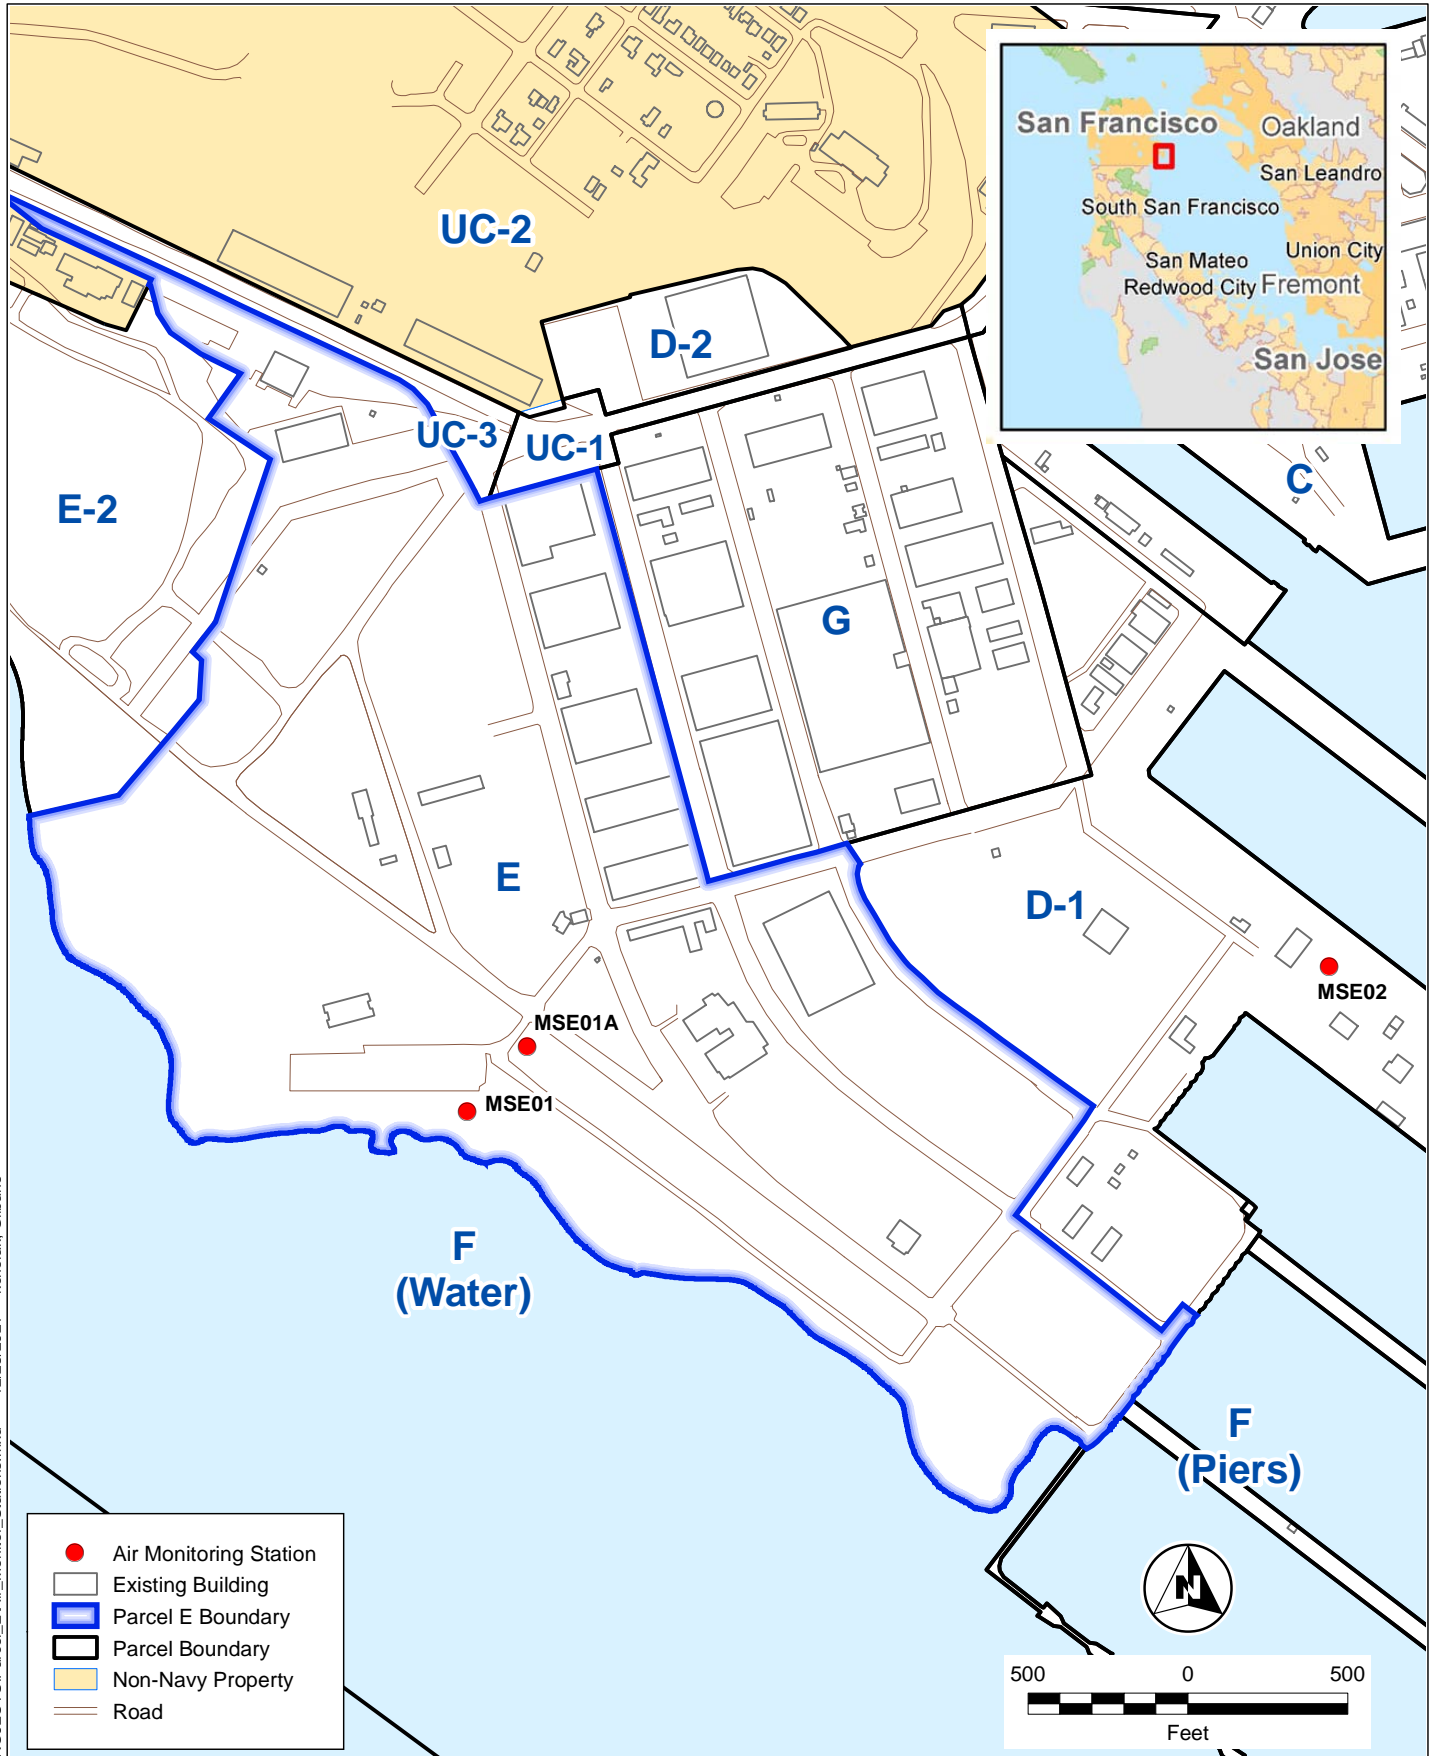 San Francisco
Oakland
San Leandro
South San Francisco
Union City
San Mateo
Redwood City
Fremont
San Jose
UC-2
D-2
UC-3
UC-1
C
E-2
G
E
D-1
MSE02
MSE01A
MSE01
F
(Water)
F
(Piers)
Air Monitoring Station
Existing Building
Parcel E Boundary
Parcel Boundary
Non-Navy Property
Road
N
500
0
500
Feet